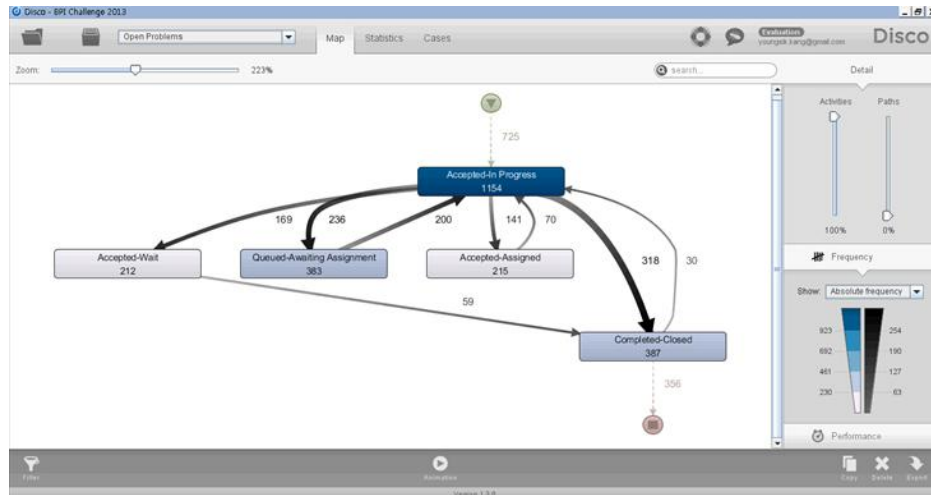 Disco - BPI Challenge 2013
Open Problems
Map
Statistics
Cases
Evaluation
Disco
Zoom:
223%
search...
Detail
725
Accepted-In Progress
1154
169
236
200
141
70
318
30
Accepted-Wait
212
Queued-Awaiting Assignment
383
Accepted-Assigned
215
59
Completed-Closed
387
356
Activities
Paths
100%
0%
Frequency
Show:
Absolute frequency
923
254
692
190
461
127
230
63
Performance
Filter
Animation
Copy
Delete
Export